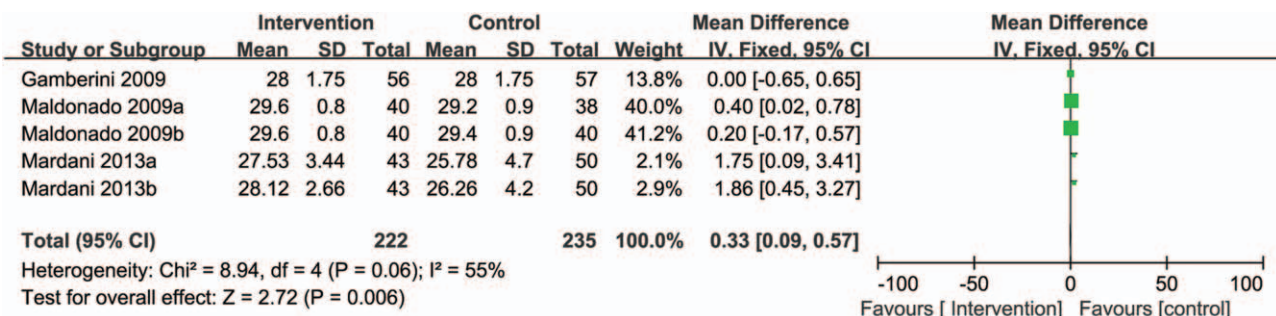 Intervention Control Mean Difference Mean Difference
Study or Subgroup Mean SD Total Mean SD Total Weight IV, Fixed, 95% CI IV, Fixed, 95% CI
Gamberini 2009 28 1.75 56 28 1.75 57 13.8% 0.00 [-0.65, 0.65]
Maldonado 2009a 29.6 0.8 40 29.2 0.9 38 40.0% 0.40 [0.02, 0.78]
Maldonado 2009b 29.6 0.8 40 29.4 0.9 40 41.2% 0.20 [-0.17, 0.57]
Mardani 2013a 27.53 3.44 43 25.78 4.7 50 2.1% 1.75 [0.09, 3.41]
Mardani 2013b 28.12 2.66 43 26.26 4.2 50 2.9% 1.86 [0.45, 3.27]
Total (95% CI) 222 235 100.0% 0.33 [0.09, 0.57]
Heterogeneity: Chi² = 8.94, df = 4 (P = 0.06); I² = 55%
Test for overall effect: Z = 2.72 (P = 0.006)
-100 -50 0 50 100
Favours [ Intervention] Favours [control]